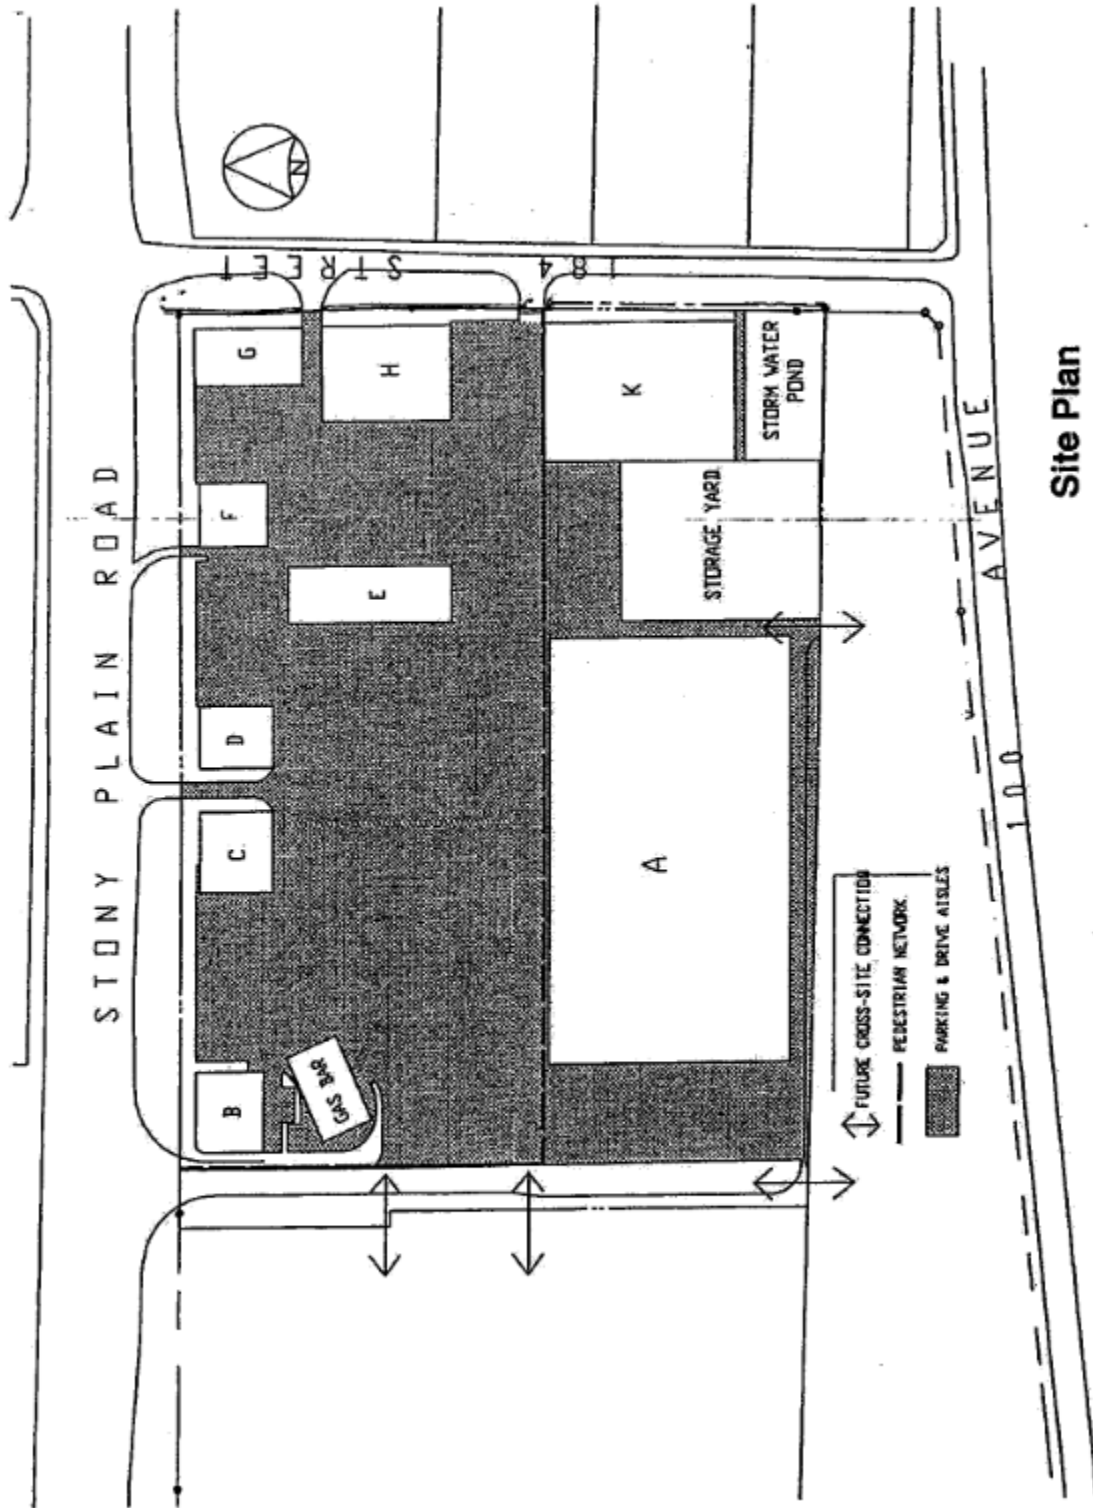 STONY PLAIN ROAD
N
184 STREET
B
C
D
F
G
GAS BAR
E
H
A
K
STORAGE YARD
STORM WATER
POND
FUTURE CROSS-SITE CONNECTION
PEDESTRIAN NETWORK
PARKING & DRIVE AISLES
100 AVENUE
Site Plan